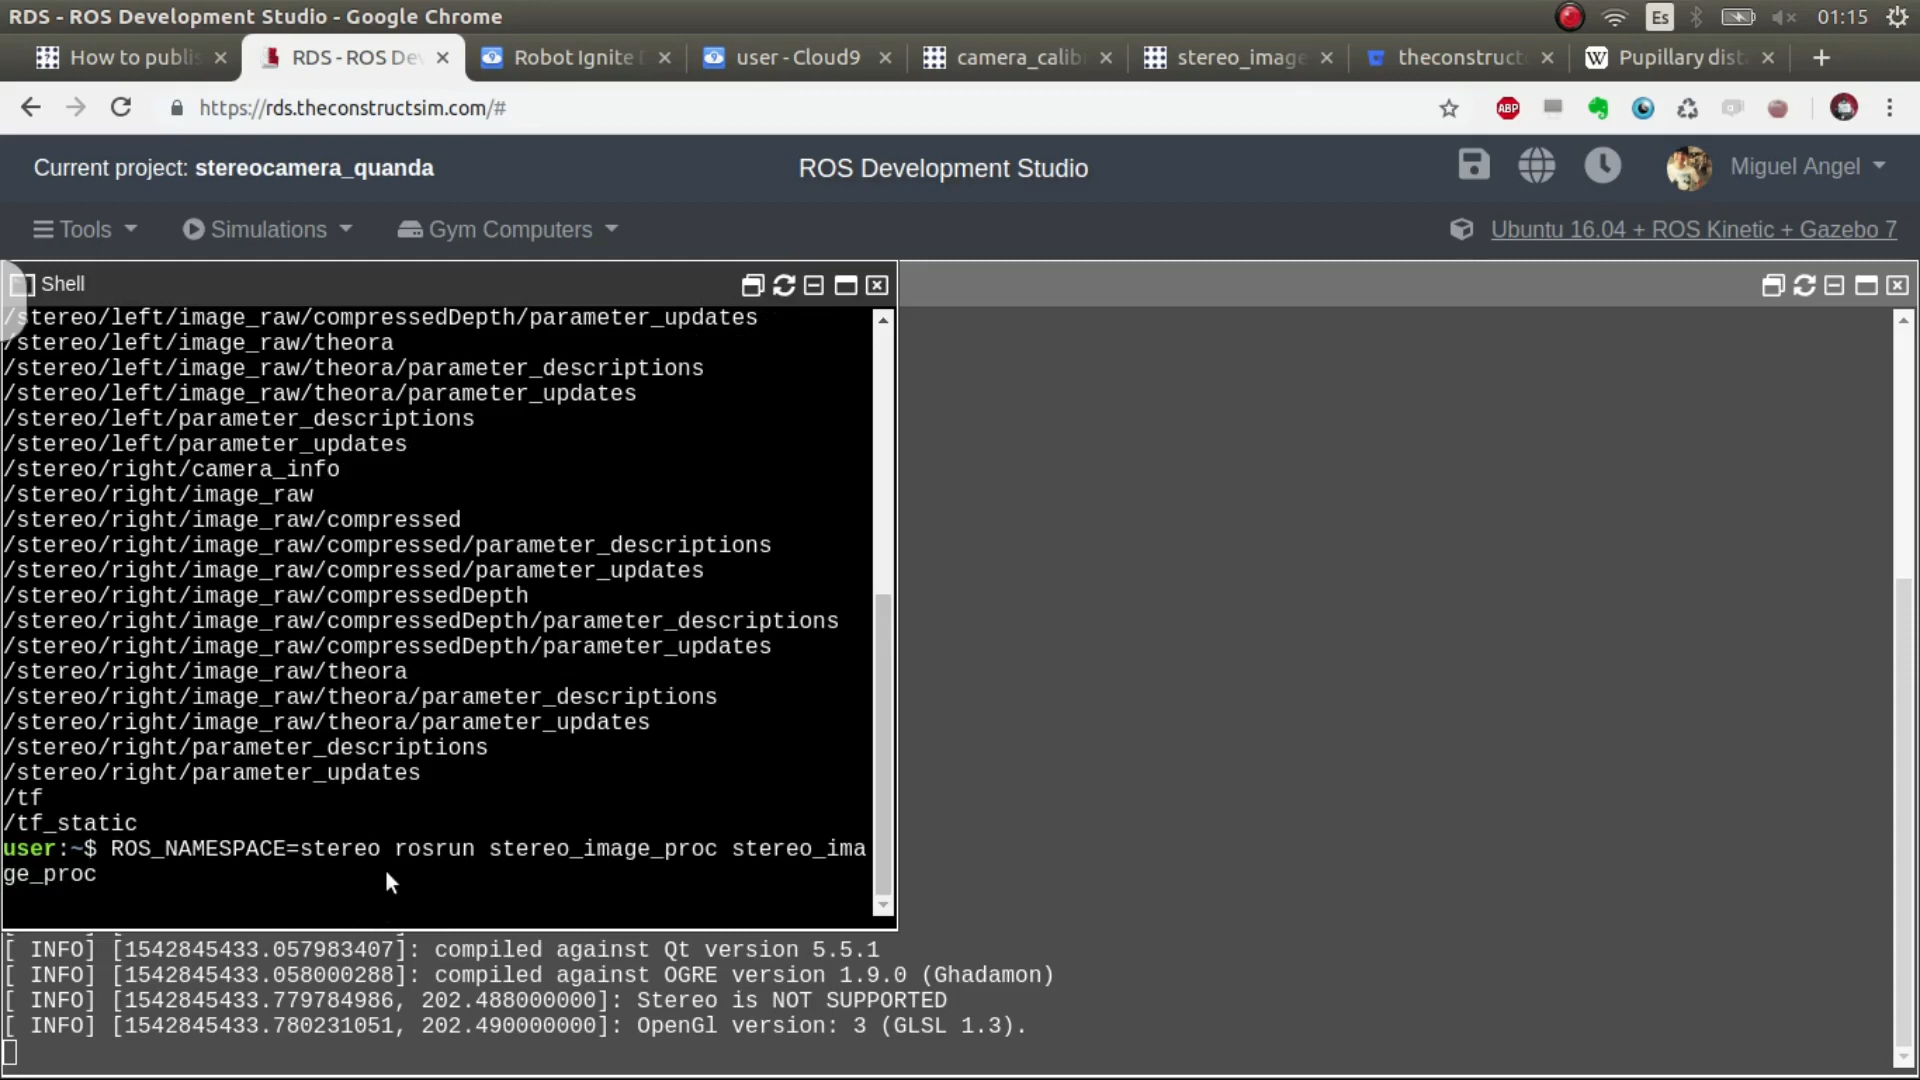 RDS - ROS Development Studio - Google Chrome
Es
01:15
How to publis
RDS - ROS De
Robot Ignite
user - Cloud9
camera_calib
stereo_image
theconstruct
Pupillary dist
https://rds.theconstructsim.com/#
ABP
Current project: stereocamera_quanda
ROS Development Studio
Miguel Angel
Tools
Simulations
Gym Computers
Ubuntu 16.04 + ROS Kinetic + Gazebo 7
Shell
/stereo/left/image_raw/compressedDepth/parameter_updates
/stereo/left/image_raw/theora
/stereo/left/image_raw/theora/parameter_descriptions
/stereo/left/image_raw/theora/parameter_updates
/stereo/left/parameter_descriptions
/stereo/left/parameter_updates
/stereo/right/camera_info
/stereo/right/image_raw
/stereo/right/image_raw/compressed
/stereo/right/image_raw/compressed/parameter_descriptions
/stereo/right/image_raw/compressed/parameter_updates
/stereo/right/image_raw/compressedDepth
/stereo/right/image_raw/compressedDepth/parameter_descriptions
/stereo/right/image_raw/compressedDepth/parameter_updates
/stereo/right/image_raw/theora
/stereo/right/image_raw/theora/parameter_descriptions
/stereo/right/image_raw/theora/parameter_updates
/stereo/right/parameter_descriptions
/stereo/right/parameter_updates
/tf
/tf_static
user:~$ ROS_NAMESPACE=stereo rosrun stereo_image_proc stereo_ima
ge_proc
[ INFO] [1542845433.057983407]: compiled against Qt version 5.5.1
[ INFO] [1542845433.058000288]: compiled against OGRE version 1.9.0 (Ghadamon)
[ INFO] [1542845433.779784986, 202.488000000]: Stereo is NOT SUPPORTED
[ INFO] [1542845433.780231051, 202.490000000]: OpenGl version: 3 (GLSL 1.3).